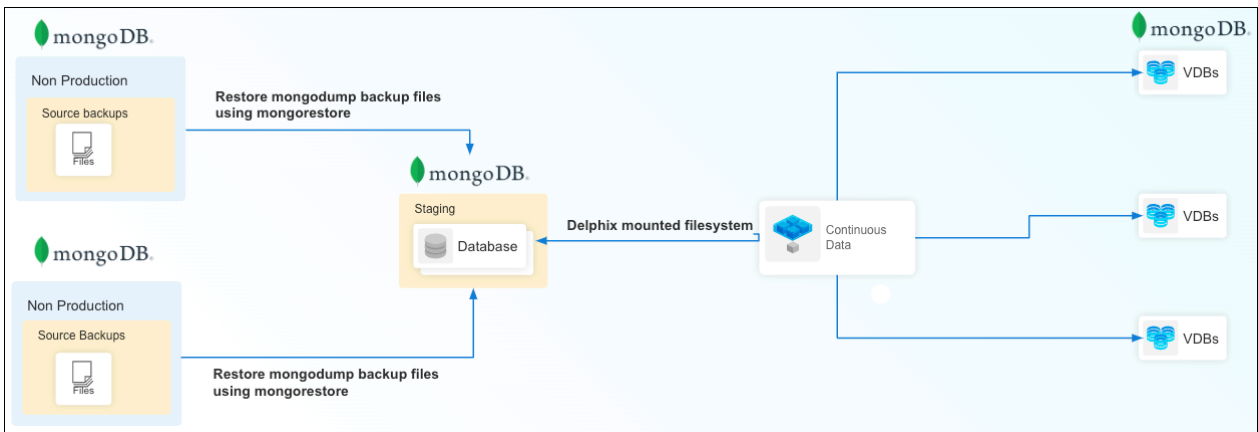 mongoDB.
Non Production
Source backups
Files
Restore mongodump backup files
using mongorestore
mongoDB.
Non Production
Source Backups
Files
Restore mongodump backup files
using mongorestore
mongoDB.
Staging
Database
Delphix mounted filesystem
Continuous
Data
mongoDB.
VDBs
VDBs
VDBs